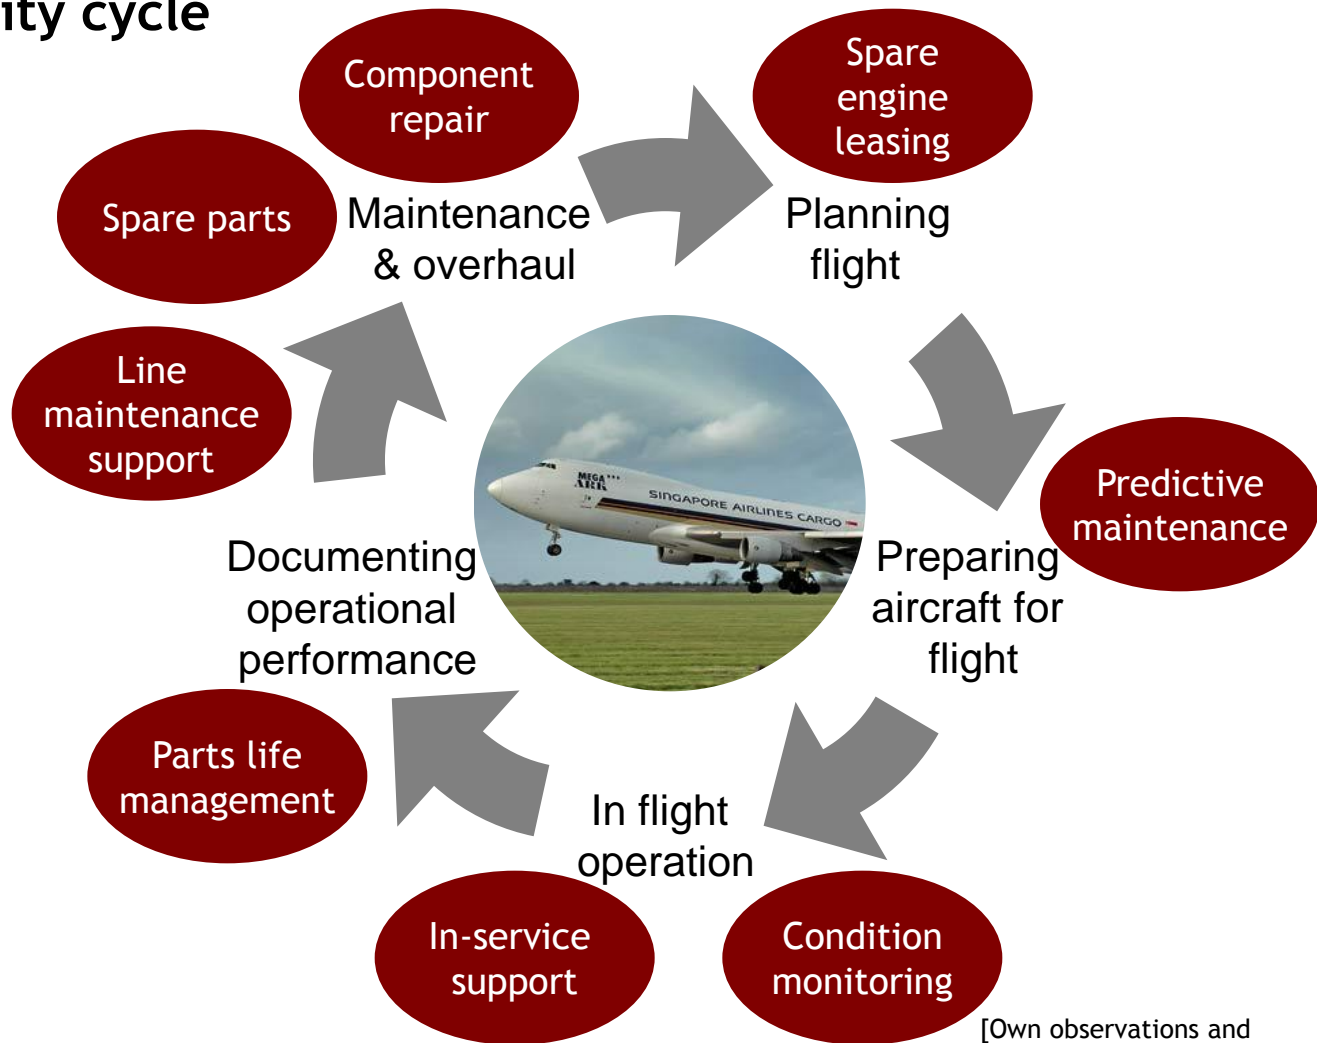 ity cycle
Component
repair
Spare
engine
leasing
Spare parts
Maintenance
& overhaul
Planning
flight
Line
maintenance
support
Predictive
maintenance
MEGA
ARK
SINGAPORE AIRLINES CARGO
Documenting
operational
performance
Preparing
aircraft for
flight
Parts life
management
In flight
operation
In-service
support
Condition
monitoring
[Own observations and